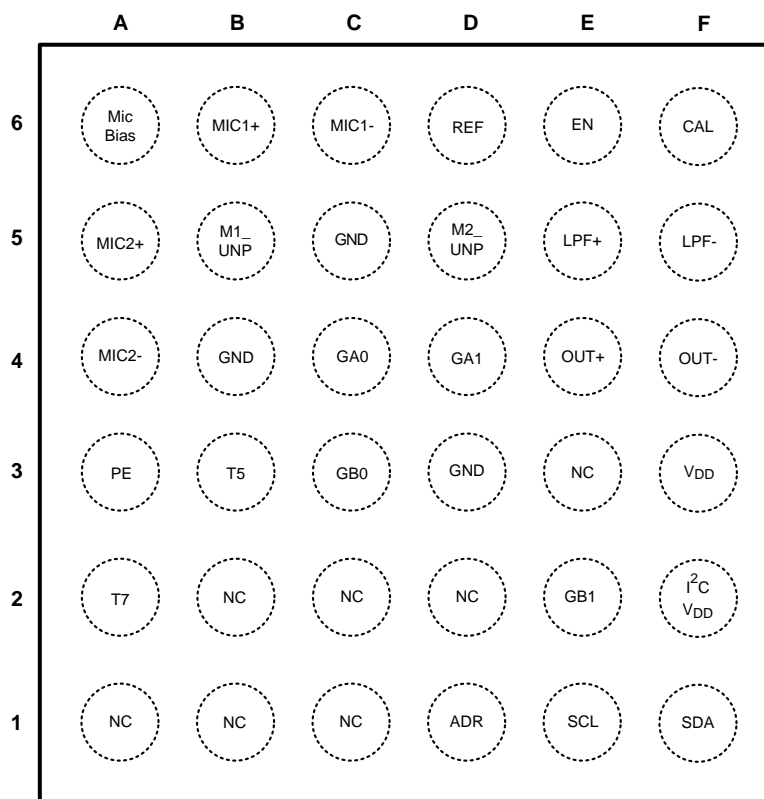 A B C D E F
6 Mic Bias MIC1+ MIC1- REF EN CAL
5 MIC2+ M1_ UNP GND M2_ UNP LPF+ LPF-
4 MIC2- GND GA0 GA1 OUT+ OUT-
3 PE T5 GB0 GND NC VDD
2 T7 NC NC NC GB1 I²C VDD
1 NC NC NC ADR SCL SDA